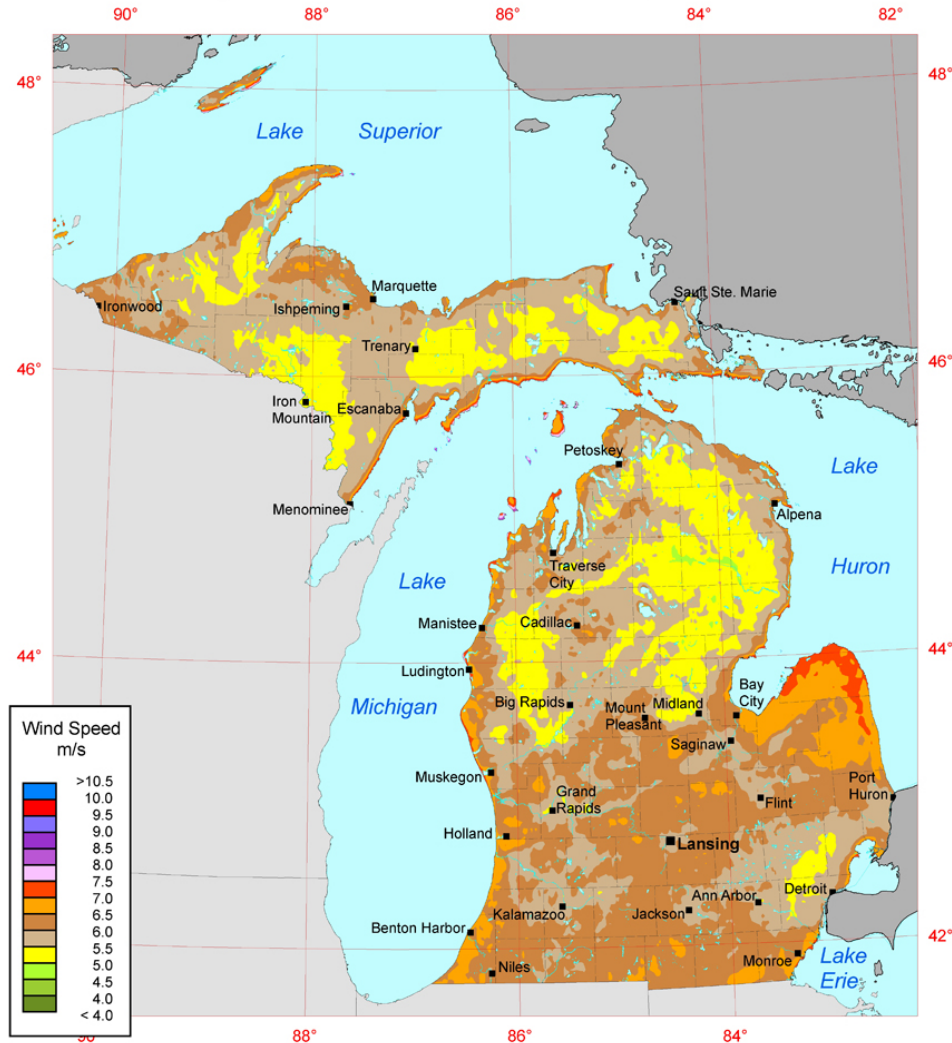 90° 88° 86° 84° 82°
48° 48°
Lake Superior
Marquette
Sault Ste. Marie
Ironwood
Ishpeming
Trenary
46° 46°
Iron
Mountain
Escanaba
Petoskey
Lake
Menominee
Alpena
Huron
Traverse
City
Lake
Manistee
Cadillac
44° 44°
Ludington
Michigan
Big Rapids
Mount
Pleasant
Midland
Bay
City
Saginaw
Muskegon
Grand
Rapids
Flint
Port
Huron
Holland
Lansing
Ann Arbor
Detroit
Kalamazoo
Jackson
Benton Harbor
42°
Niles
Monroe
Lake
Erie
Wind Speed
m/s
>10.5
10.0
9.5
9.0
8.5
8.0
7.5
7.0
6.5
6.0
5.5
5.0
4.5
4.0
< 4.0
88° 86° 84°